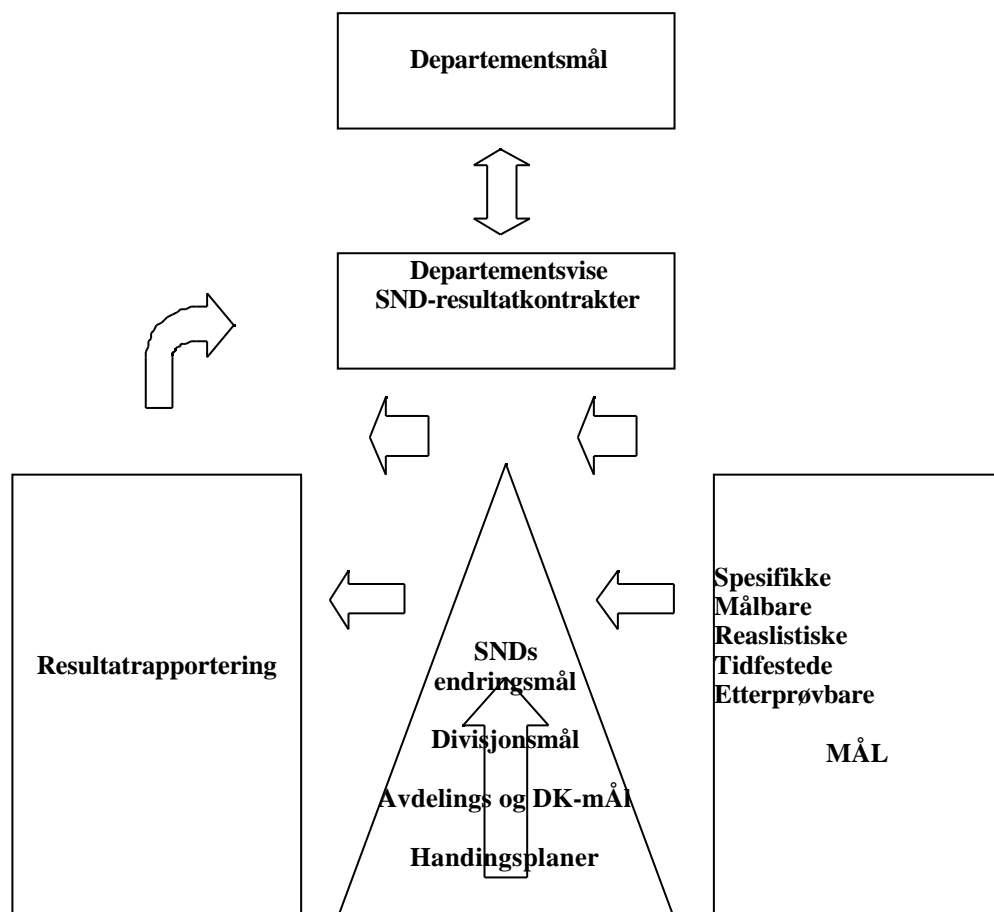 Departementsmål
Departementsvise
SND-resultatkontrakter
Resultatrapportering
SNDs
endringsmål
Divisjonsmål
Avdelings og DK-mÅl
Handingsplaner
Spesifikke
Målbare
Reaslistiske
Tidfestede
Etterprøvbare
MÅL